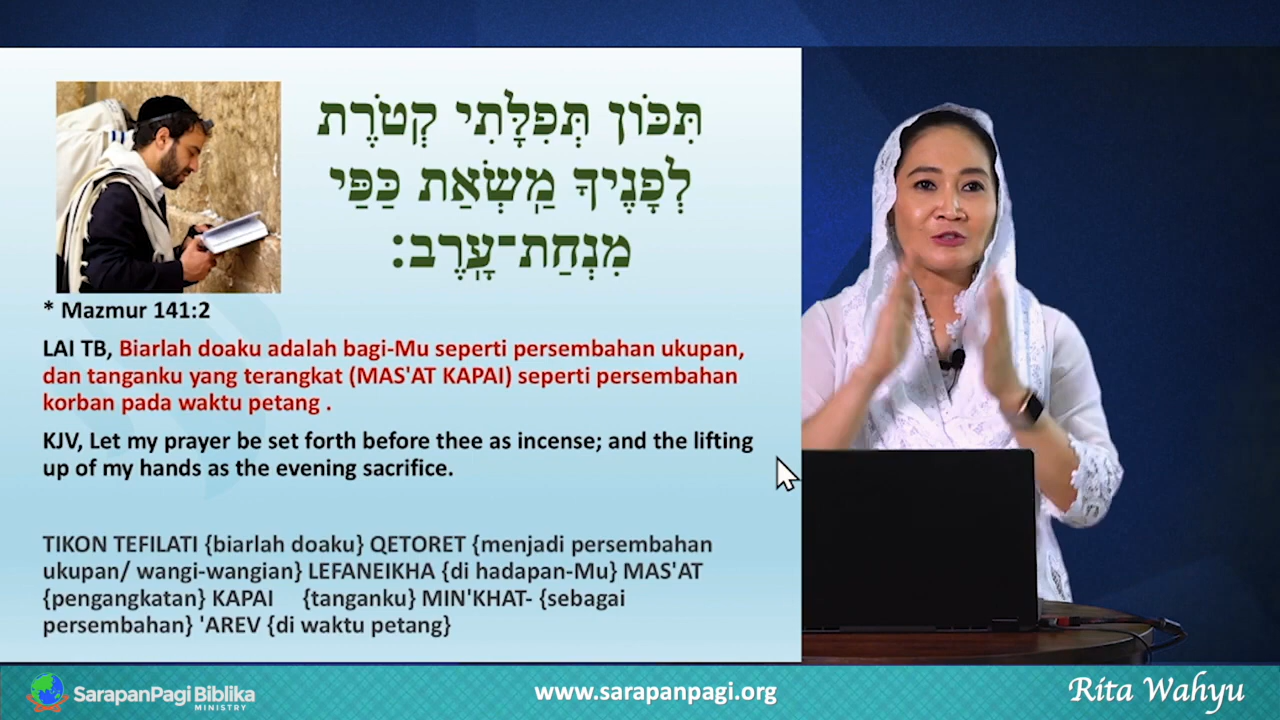 תִּכּ֤וֹן תְּפִלָּתִ֣י קְטֹ֣רֶת
לְפָנֶ֑יךָ מַֽשְׂאַ֥ת כַּ֝פַּ֗י
מִנְחַת־עָֽרֶב׃
* Mazmur 141:2
LAI TB, Biarlah doaku adalah bagi-Mu seperti persembahan ukupan,
dan tanganku yang terangkat (MAS'AT KAPAI) seperti persembahan
korban pada waktu petang .
KJV, Let my prayer be set forth before thee as incense; and the lifting
up of my hands as the evening sacrifice.
TIKON TEFILATI {biarlah doaku} QETORET {menjadi persembahan
ukupan/ wangi-wangian} LEFANEIKHA {di hadapan-Mu} MAS'AT
{pengangkatan} KAPAI {tanganku} MIN'KHAT- {sebagai
persembahan} 'AREV {di waktu petang}
SarapanPagi Biblika
MINISTRY
www.sarapanpagi.org
Rita Wahyu